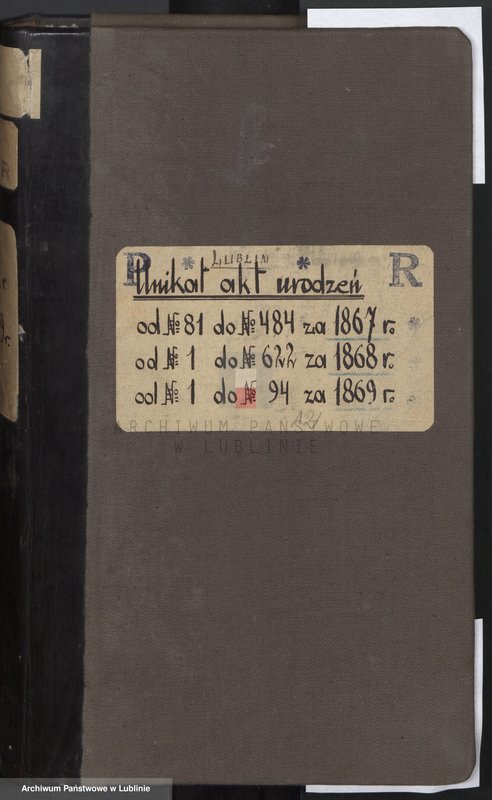 P * LUBLIN * R
Unikat akt urodzeń
od № 81 do № 484 za 1867 r.
od № 1 do № 622 za 1868 r.
od № 1 do № 94 za 1869 r.
ARCHIWUM PAŃSTWOWE
W LUBLINIE
R
r.
9 r.
Archiwum Państwowe w Lublinie